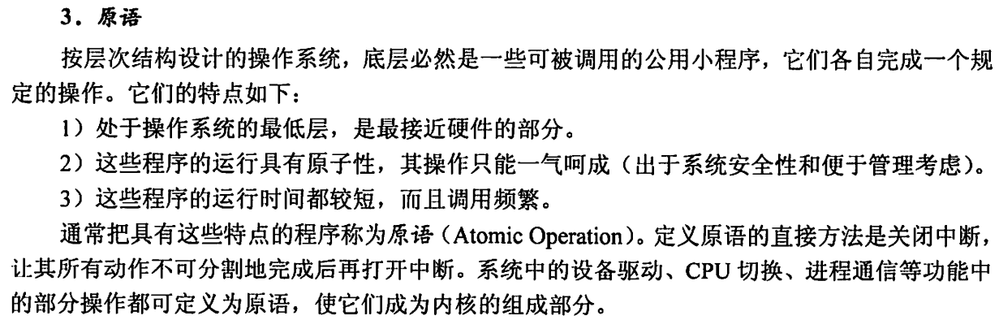 3．原语
按层次结构设计的操作系统，底层必然是一些可被调用的公用小程序，它们各自完成一个规
定的操作。它们的特点如下：
1）处于操作系统的最低层，是最接近硬件的部分。
2）这些程序的运行具有原子性，其操作只能一气呵成（出于系统安全性和便于管理考虑）。
3）这些程序的运行时间都较短，而且调用频繁。
通常把具有这些特点的程序称为原语（Atomic Operation）。定义原语的直接方法是关闭中断，
让其所有动作不可分割地完成后再打开中断。系统中的设备驱动、CPU 切换、进程通信等功能中
的部分操作都可定义为原语，使它们成为内核的组成部分。